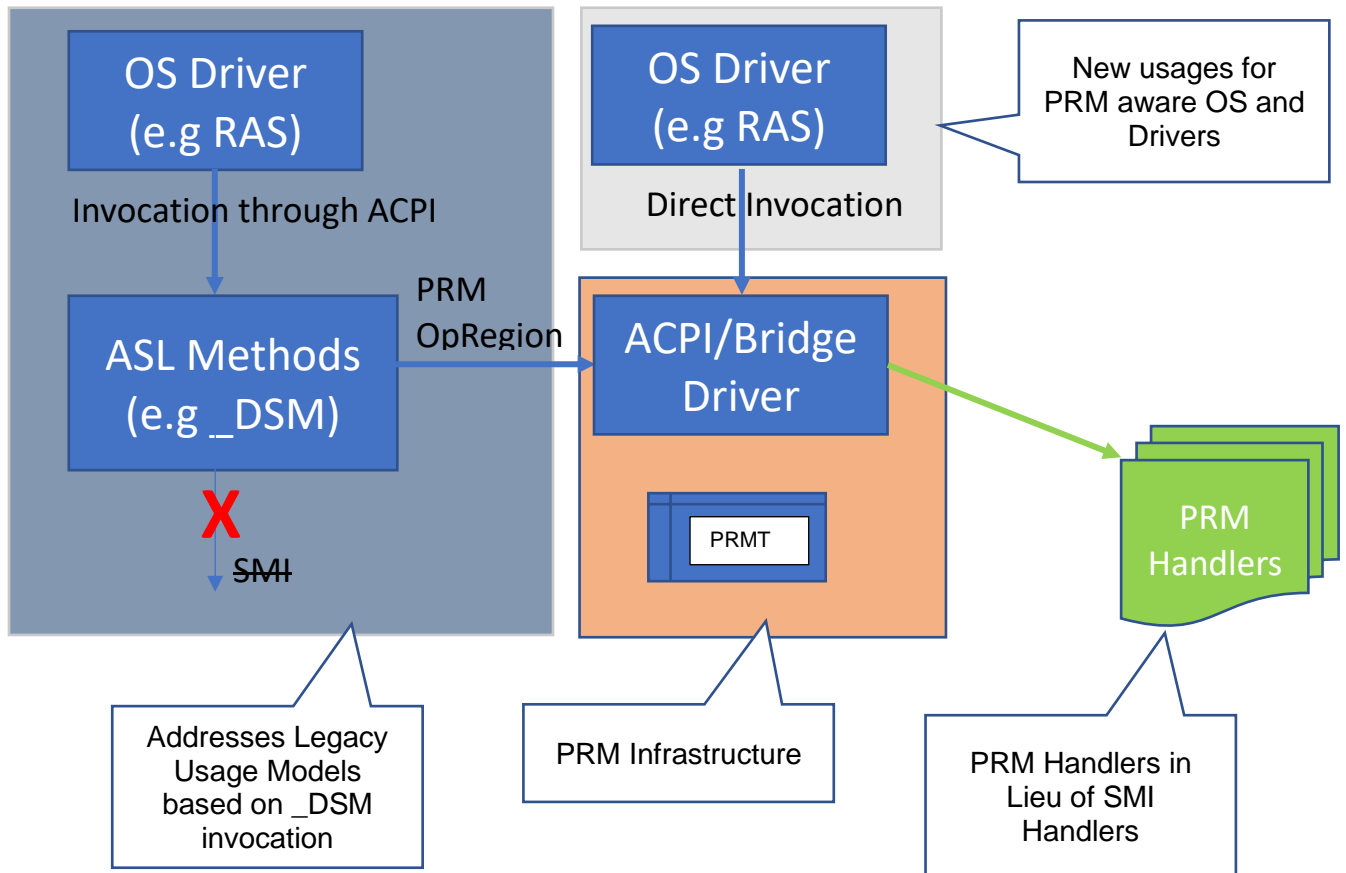 OS Driver
(e.g RAS)
Invocation through ACPI
ASL Methods
(e.g _DSM)
SMI
PRM
OpRegion
OS Driver
(e.g RAS)
Direct Invocation
ACPI/Bridge
Driver
PRMT
New usages for
PRM aware OS and
Drivers
PRM
Handlers
Addresses Legacy
Usage Models
based on _DSM
invocation
PRM Infrastructure
PRM Handlers in
Lieu of SMI
Handlers